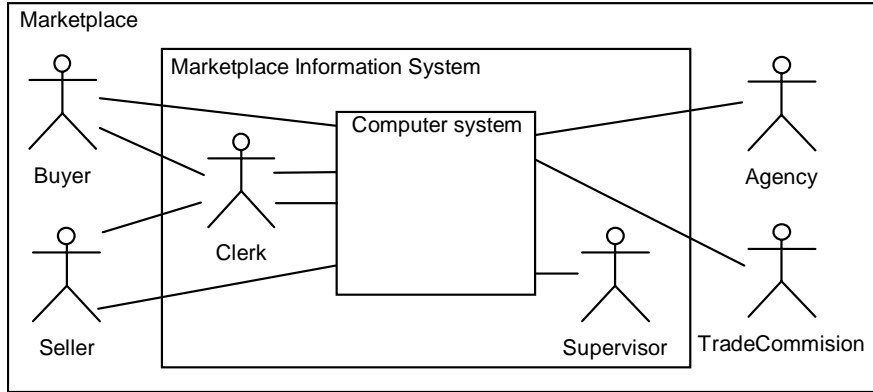 Marketplace
Marketplace Information System
Computer system
Buyer
Agency
Clerk
Seller
Supervisor
TradeCommision